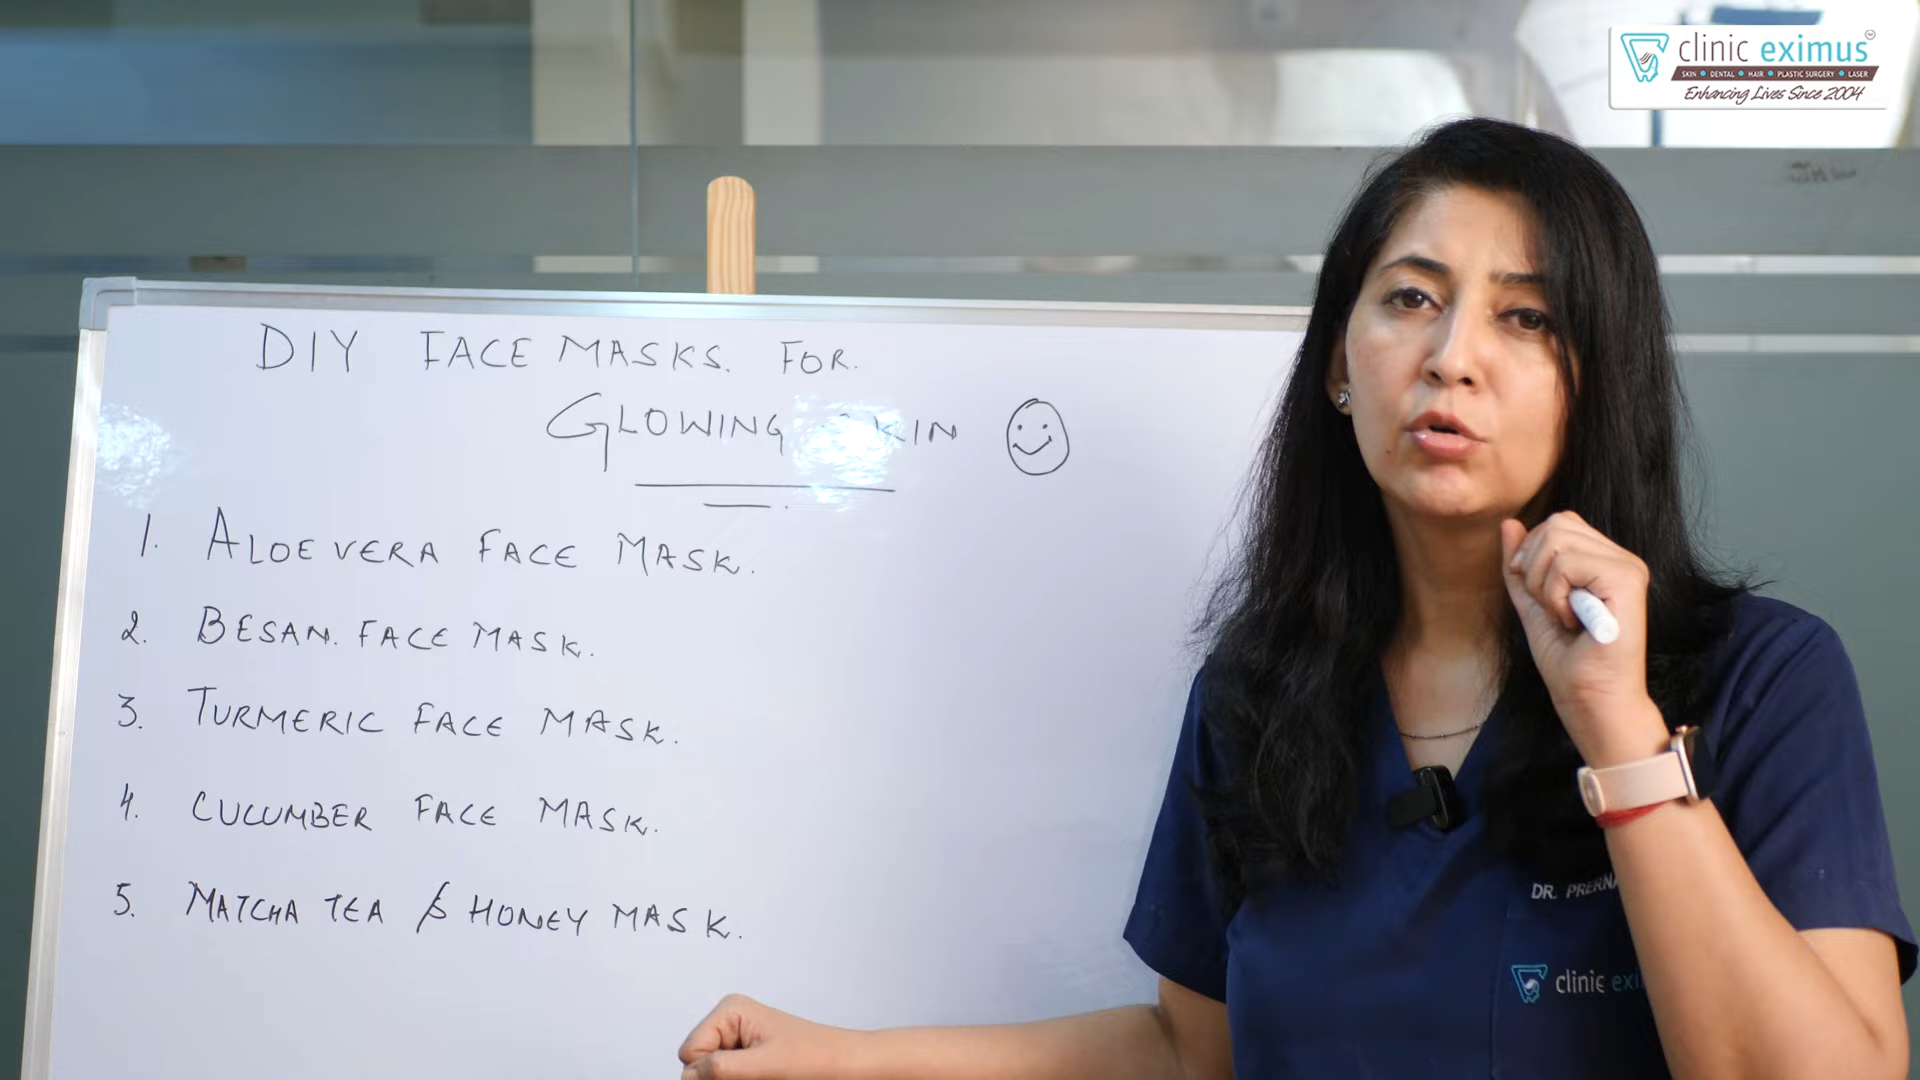 clinic eximus
SKIN • DENTAL • HAIR • PLASTIC SURGERY • LASER
Enhancing Lives Since 2004
DIY FACE MASKS. FOR.
GLOWING SKIN
1. ALOEVERA FACE MASK.
2. BESAN. FACE MASK.
3. TURMERIC FACE MASK.
4. CUCUMBER FACE MASK.
5. MATCHA TEA & HONEY MASK.
DR. PRERNA
clinic exi